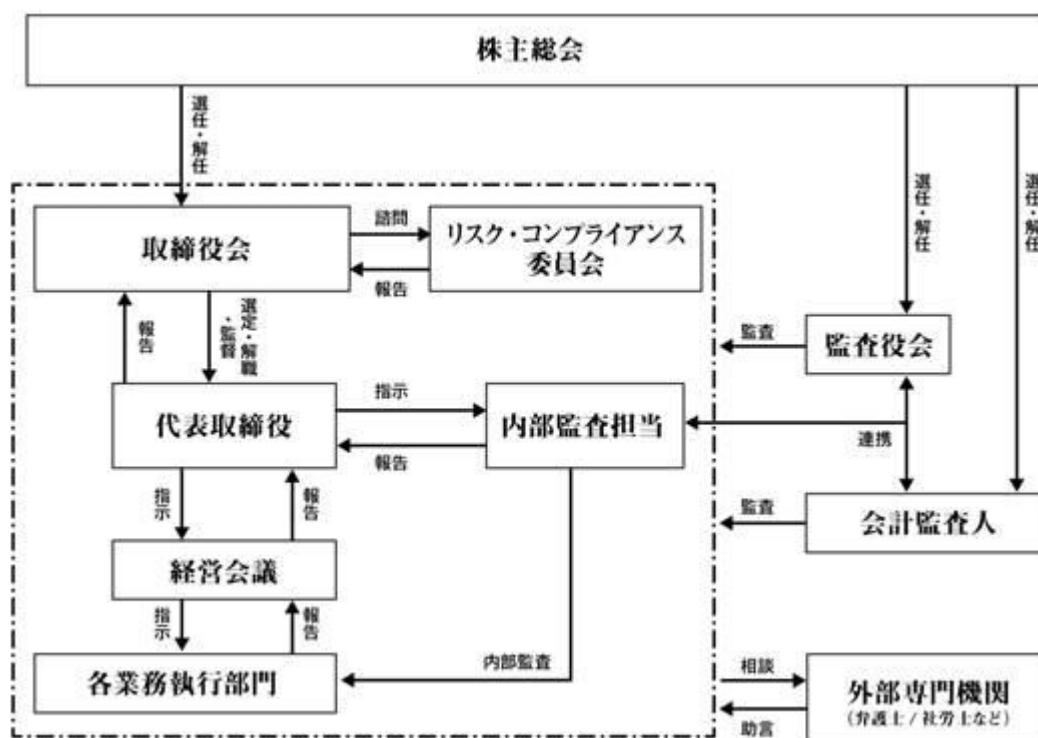 株主総会
選任・解任
選任・解任
選任・解任
取締役会
諮問
報告
リスク・コンプライアンス
委員会
報告
選定・解職
・監督
監査
監査役会
代表取締役
指示
報告
内部監査担当
連携
指示
報告
監査
会計監査人
経営会議
指示
報告
各業務執行部門
内部監査
相談
助言
外部専門機関
(弁護士 / 社労士など)